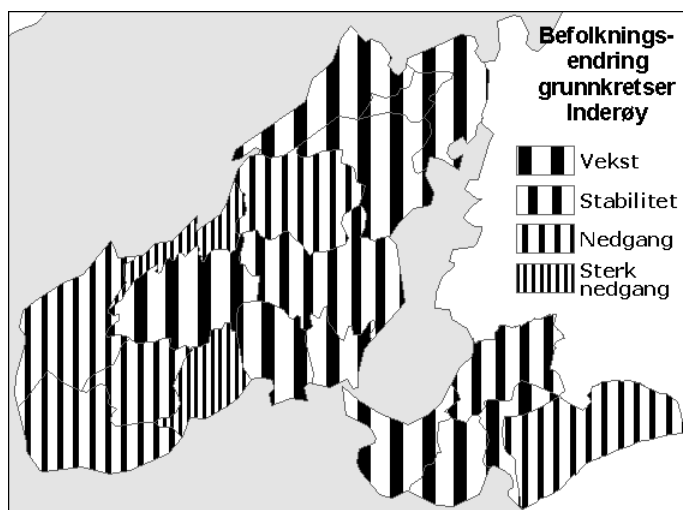 Befolknings-
endring
grunnkretser
Inderøy
Vekst
Stabilitet
Nedgang
Sterk
nedgang